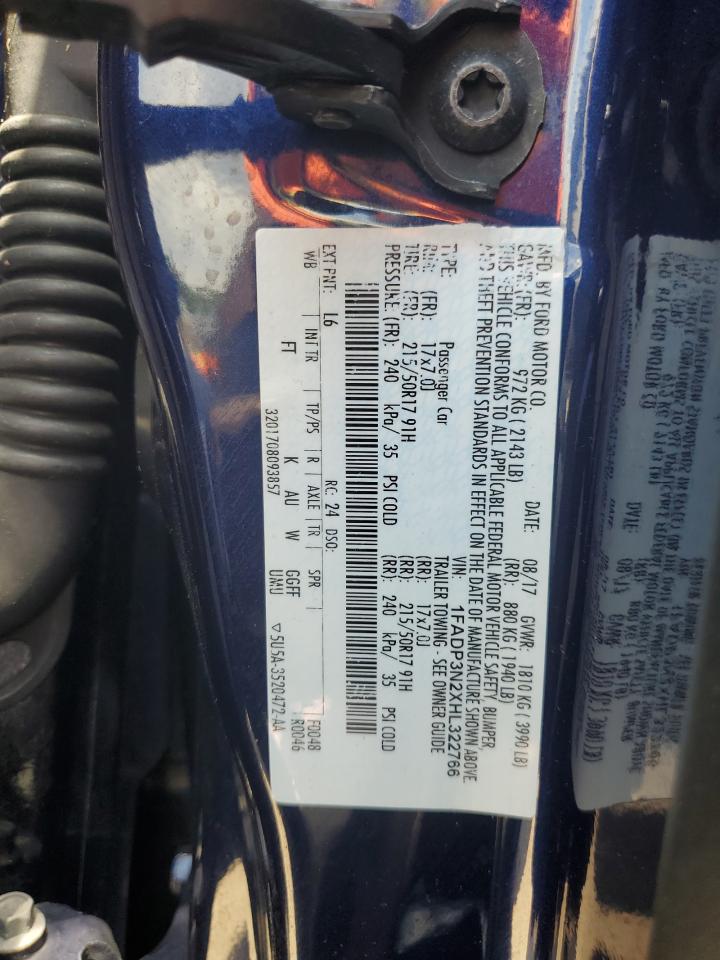 MFD. BY FORD MOTOR CO.
DATE: 08/17 GVWR: 1810 KG ( 3990 LB)
GAWR:(FR): 972 KG ( 2143 LB) (RR): 880 KG ( 1940 LB)
THIS VEHICLE CONFORMS TO ALL APPLICABLE FEDERAL MOTOR VEHICLE SAFETY, BUMPER,
AND THEFT PREVENTION STANDARDS IN EFFECT ON THE DATE OF MANUFACTURE SHOWN ABOVE
VIN: 1FADP3N2XHL322766
TYPE: Passenger Car TRAILER TOWING - SEE OWNER GUIDE
RIM: (FR): 17x7.0J (RR): 17x7.0J
TIRE: (FR): 215/50R17 91H (RR): 215/50R17 91H
PRESSURE: (FR): 240 kPa/ 35 PSI COLD (RR): 240 kPa/ 35 PSI COLD
EXT PNT: L6 RC: 24 DSO: F0048
WB INT TR TP/PS R AXLE TR SPR R0046
FT K AU W GGFF
UMU
3201708093857 ▽5U5A-3520472-AA